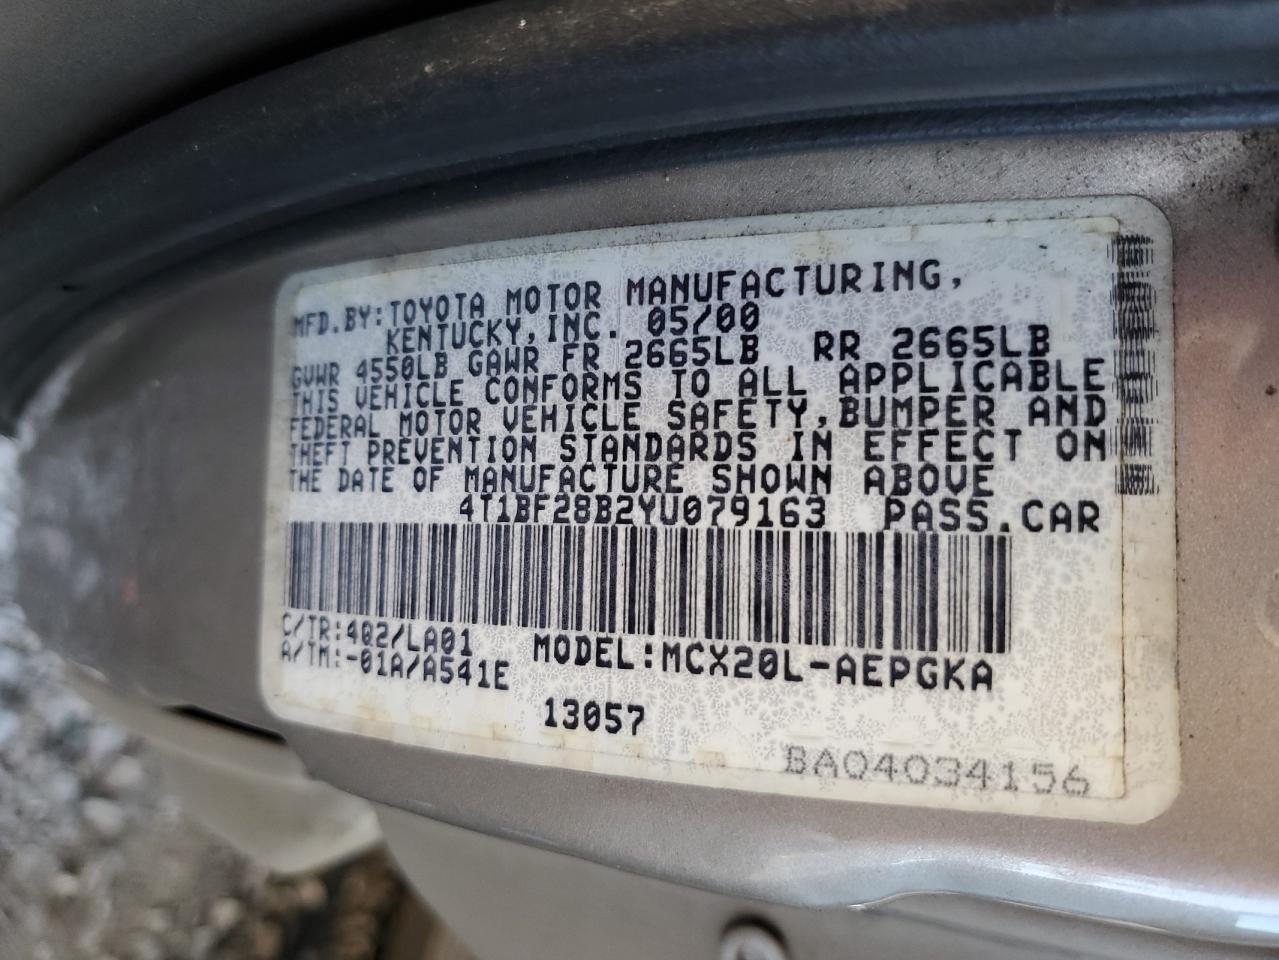 MFD.BY:TOYOTA MOTOR MANUFACTURING,
KENTUCKY,INC. 05/00
GVWR 4550LB GAWR FR 2665LB RR 2665LB
THIS VEHICLE CONFORMS TO ALL APPLICABLE
FEDERAL MOTOR VEHICLE SAFETY,BUMPER AND
THEFT PREVENTION STANDARDS IN EFFECT ON
THE DATE OF MANUFACTURE SHOWN ABOVE
4T1BF28B2YU079163 PASS.CAR
C/TR:4Q2/LA01 MODEL:MCX20L-AEPGKA
A/TM:-01A/A541E
13057
BA04034156